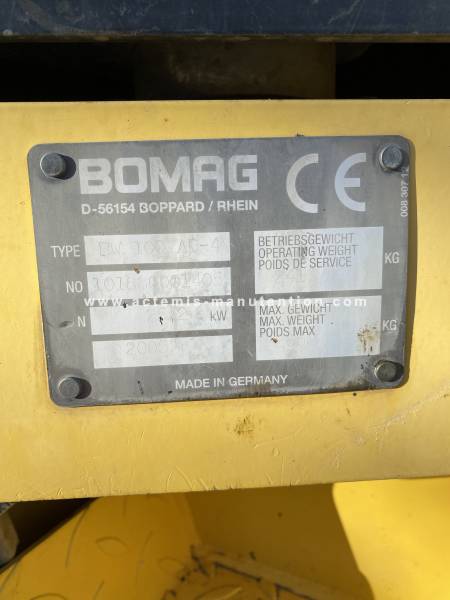 BOMAG
CE
D-56154 BOPPARD / RHEIN
008 307 12
TYPE
BETRIEBSGEWICHT
OPERATING WEIGHT
POIDS DE SERVICE
KG
NO
www.actemis-manutention.com
N
kW
MAX. GEWICHT
MAX. WEIGHT
POIDS MAX
KG
MADE IN GERMANY